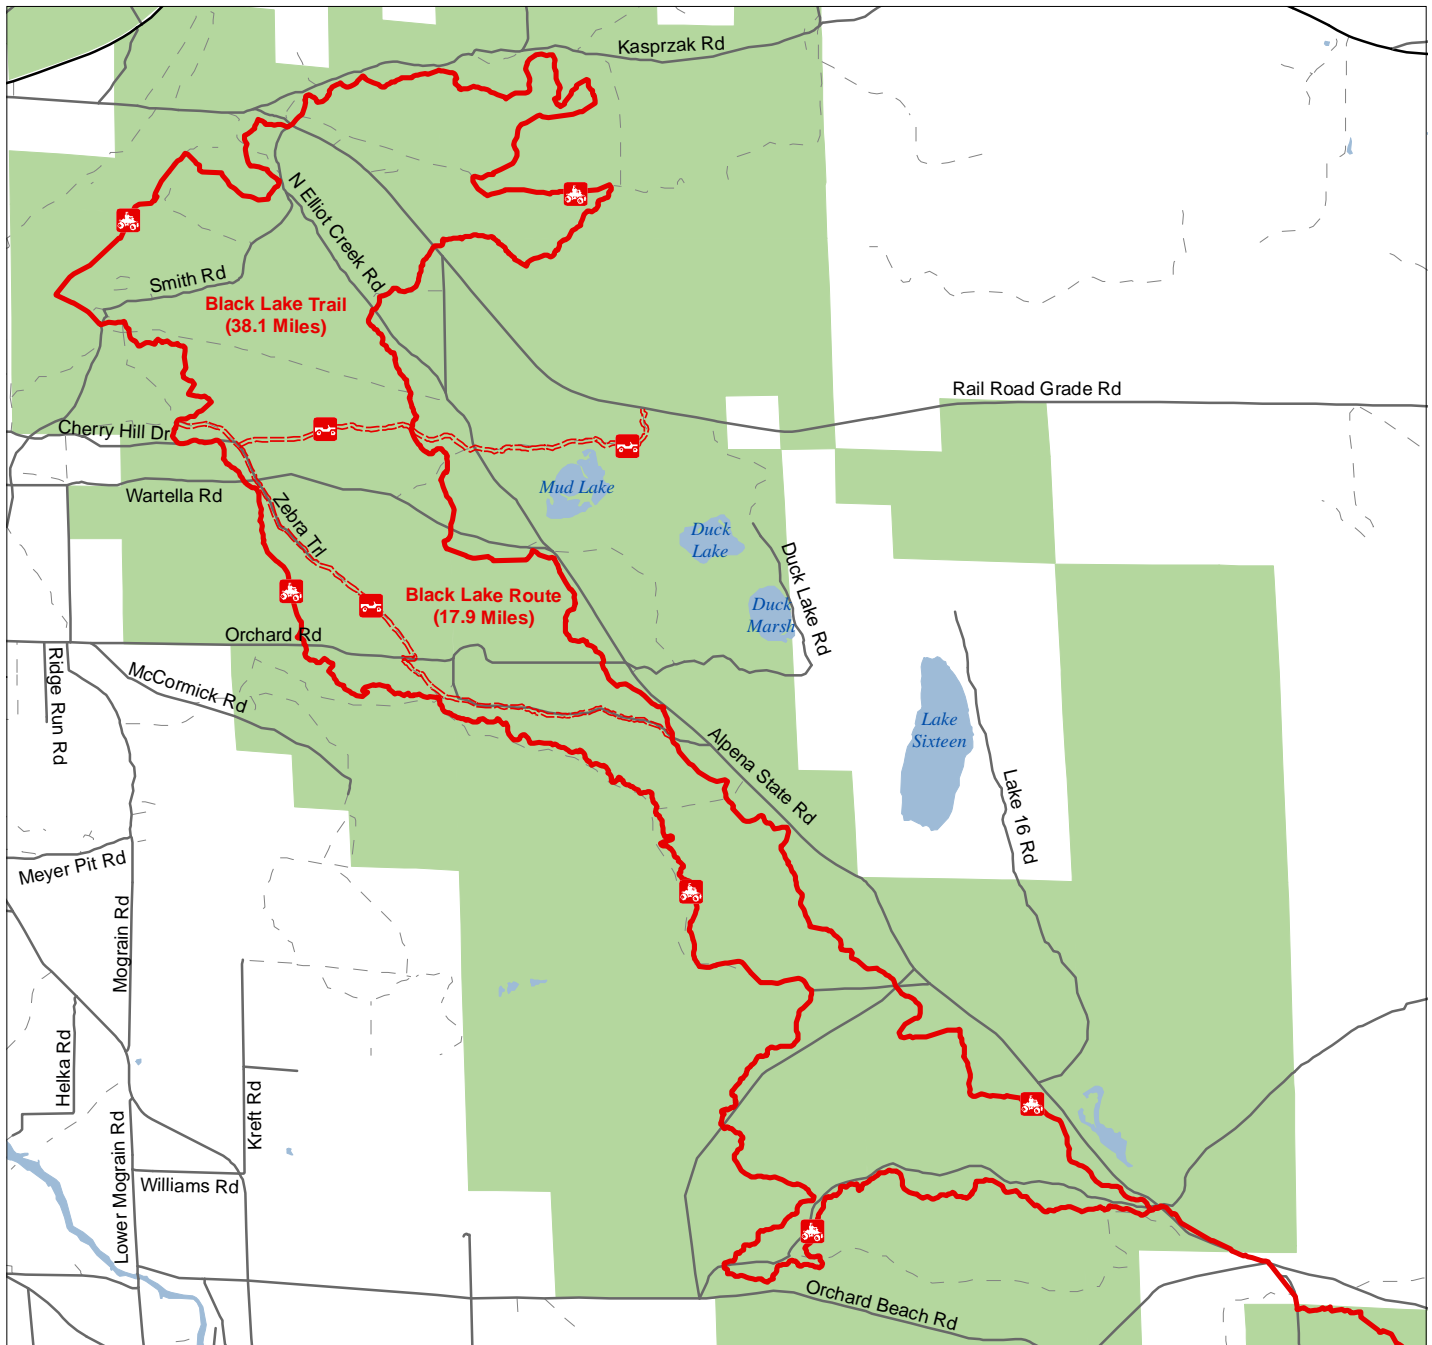 Kasprzak Rd
N Elliot Creek Rd
Smith Rd
Black Lake Trail
(38.1 Miles)
Rail Road Grade Rd
Cherry Hill Dr
Mud Lake
Wartella Rd
Zebra Trl
Duck
Lake
Duck Lake Rd
Black Lake Route
(17.9 Miles)
Duck
Marsh
Orchard Rd
Ridge Run Rd
McCormick Rd
Lake
Sixteen
Alpena State Rd
Lake 16 Rd
Meyer Pit Rd
Mograin Rd
Helka Rd
Kreft Rd
Lower Mograin Rd
Williams Rd
Orchard Beach Rd